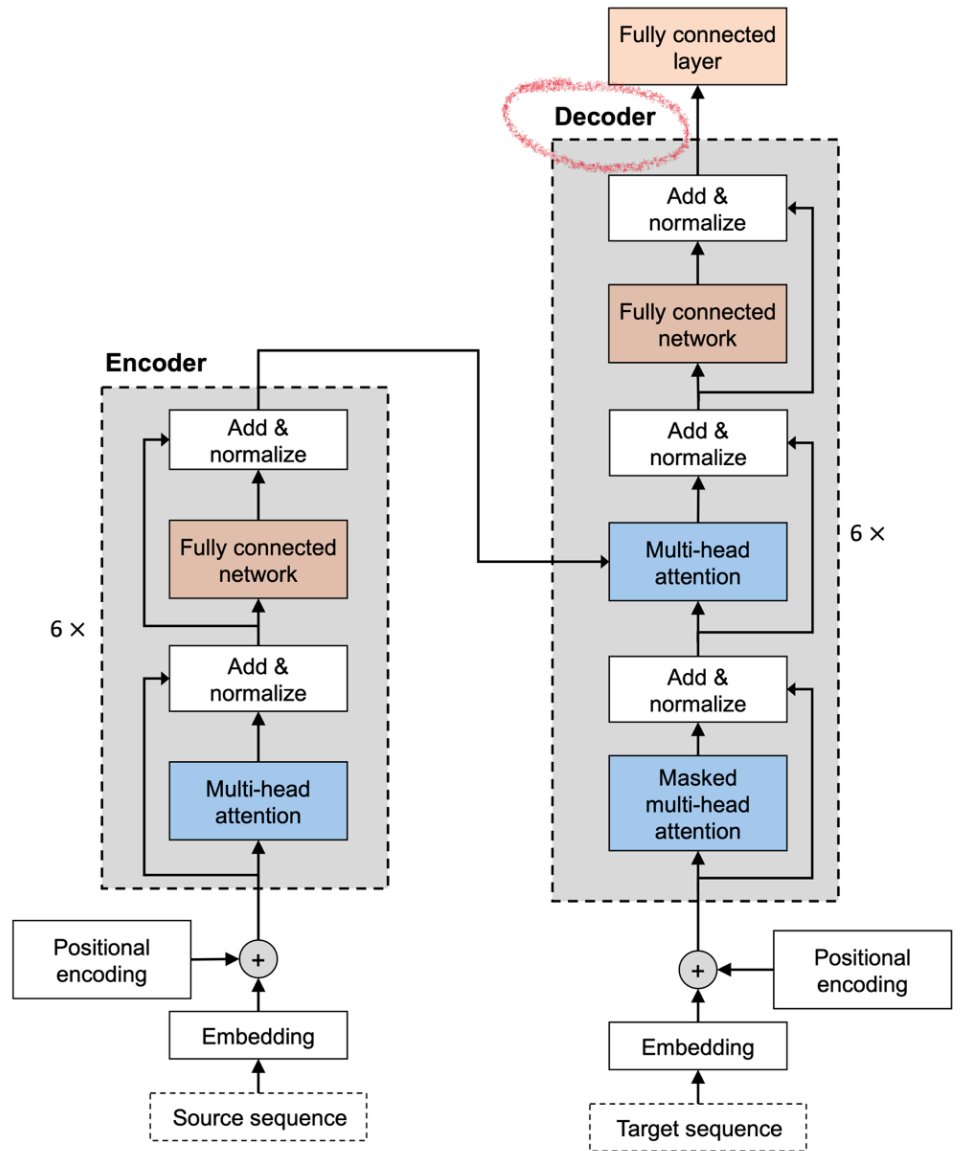 Fully connected
layer
Decoder
Add &
normalize
Fully connected
network
Add &
normalize
Multi-head
attention
6 ×
Add &
normalize
Masked
multi-head
attention
Positional
encoding
+
Embedding
Target sequence
Encoder
Add &
normalize
Fully connected
network
6 ×
Add &
normalize
Multi-head
attention
Positional
encoding
+
Embedding
Source sequence